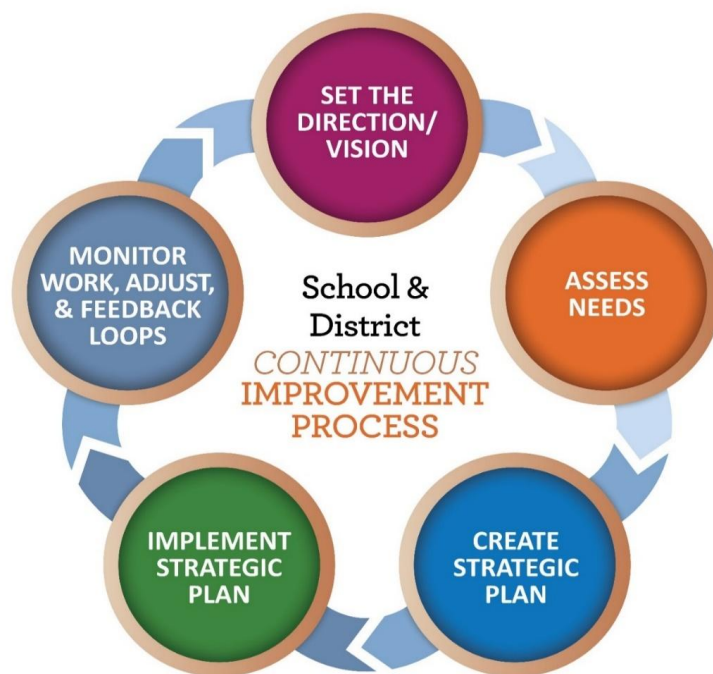 SET THE
DIRECTION/
VISION
ASSESS
NEEDS
CREATE
STRATEGIC
PLAN
IMPLEMENT
STRATEGIC
PLAN
MONITOR
WORK, ADJUST,
& FEEDBACK
LOOPS
School &
District
CONTINUOUS
IMPROVEMENT
PROCESS